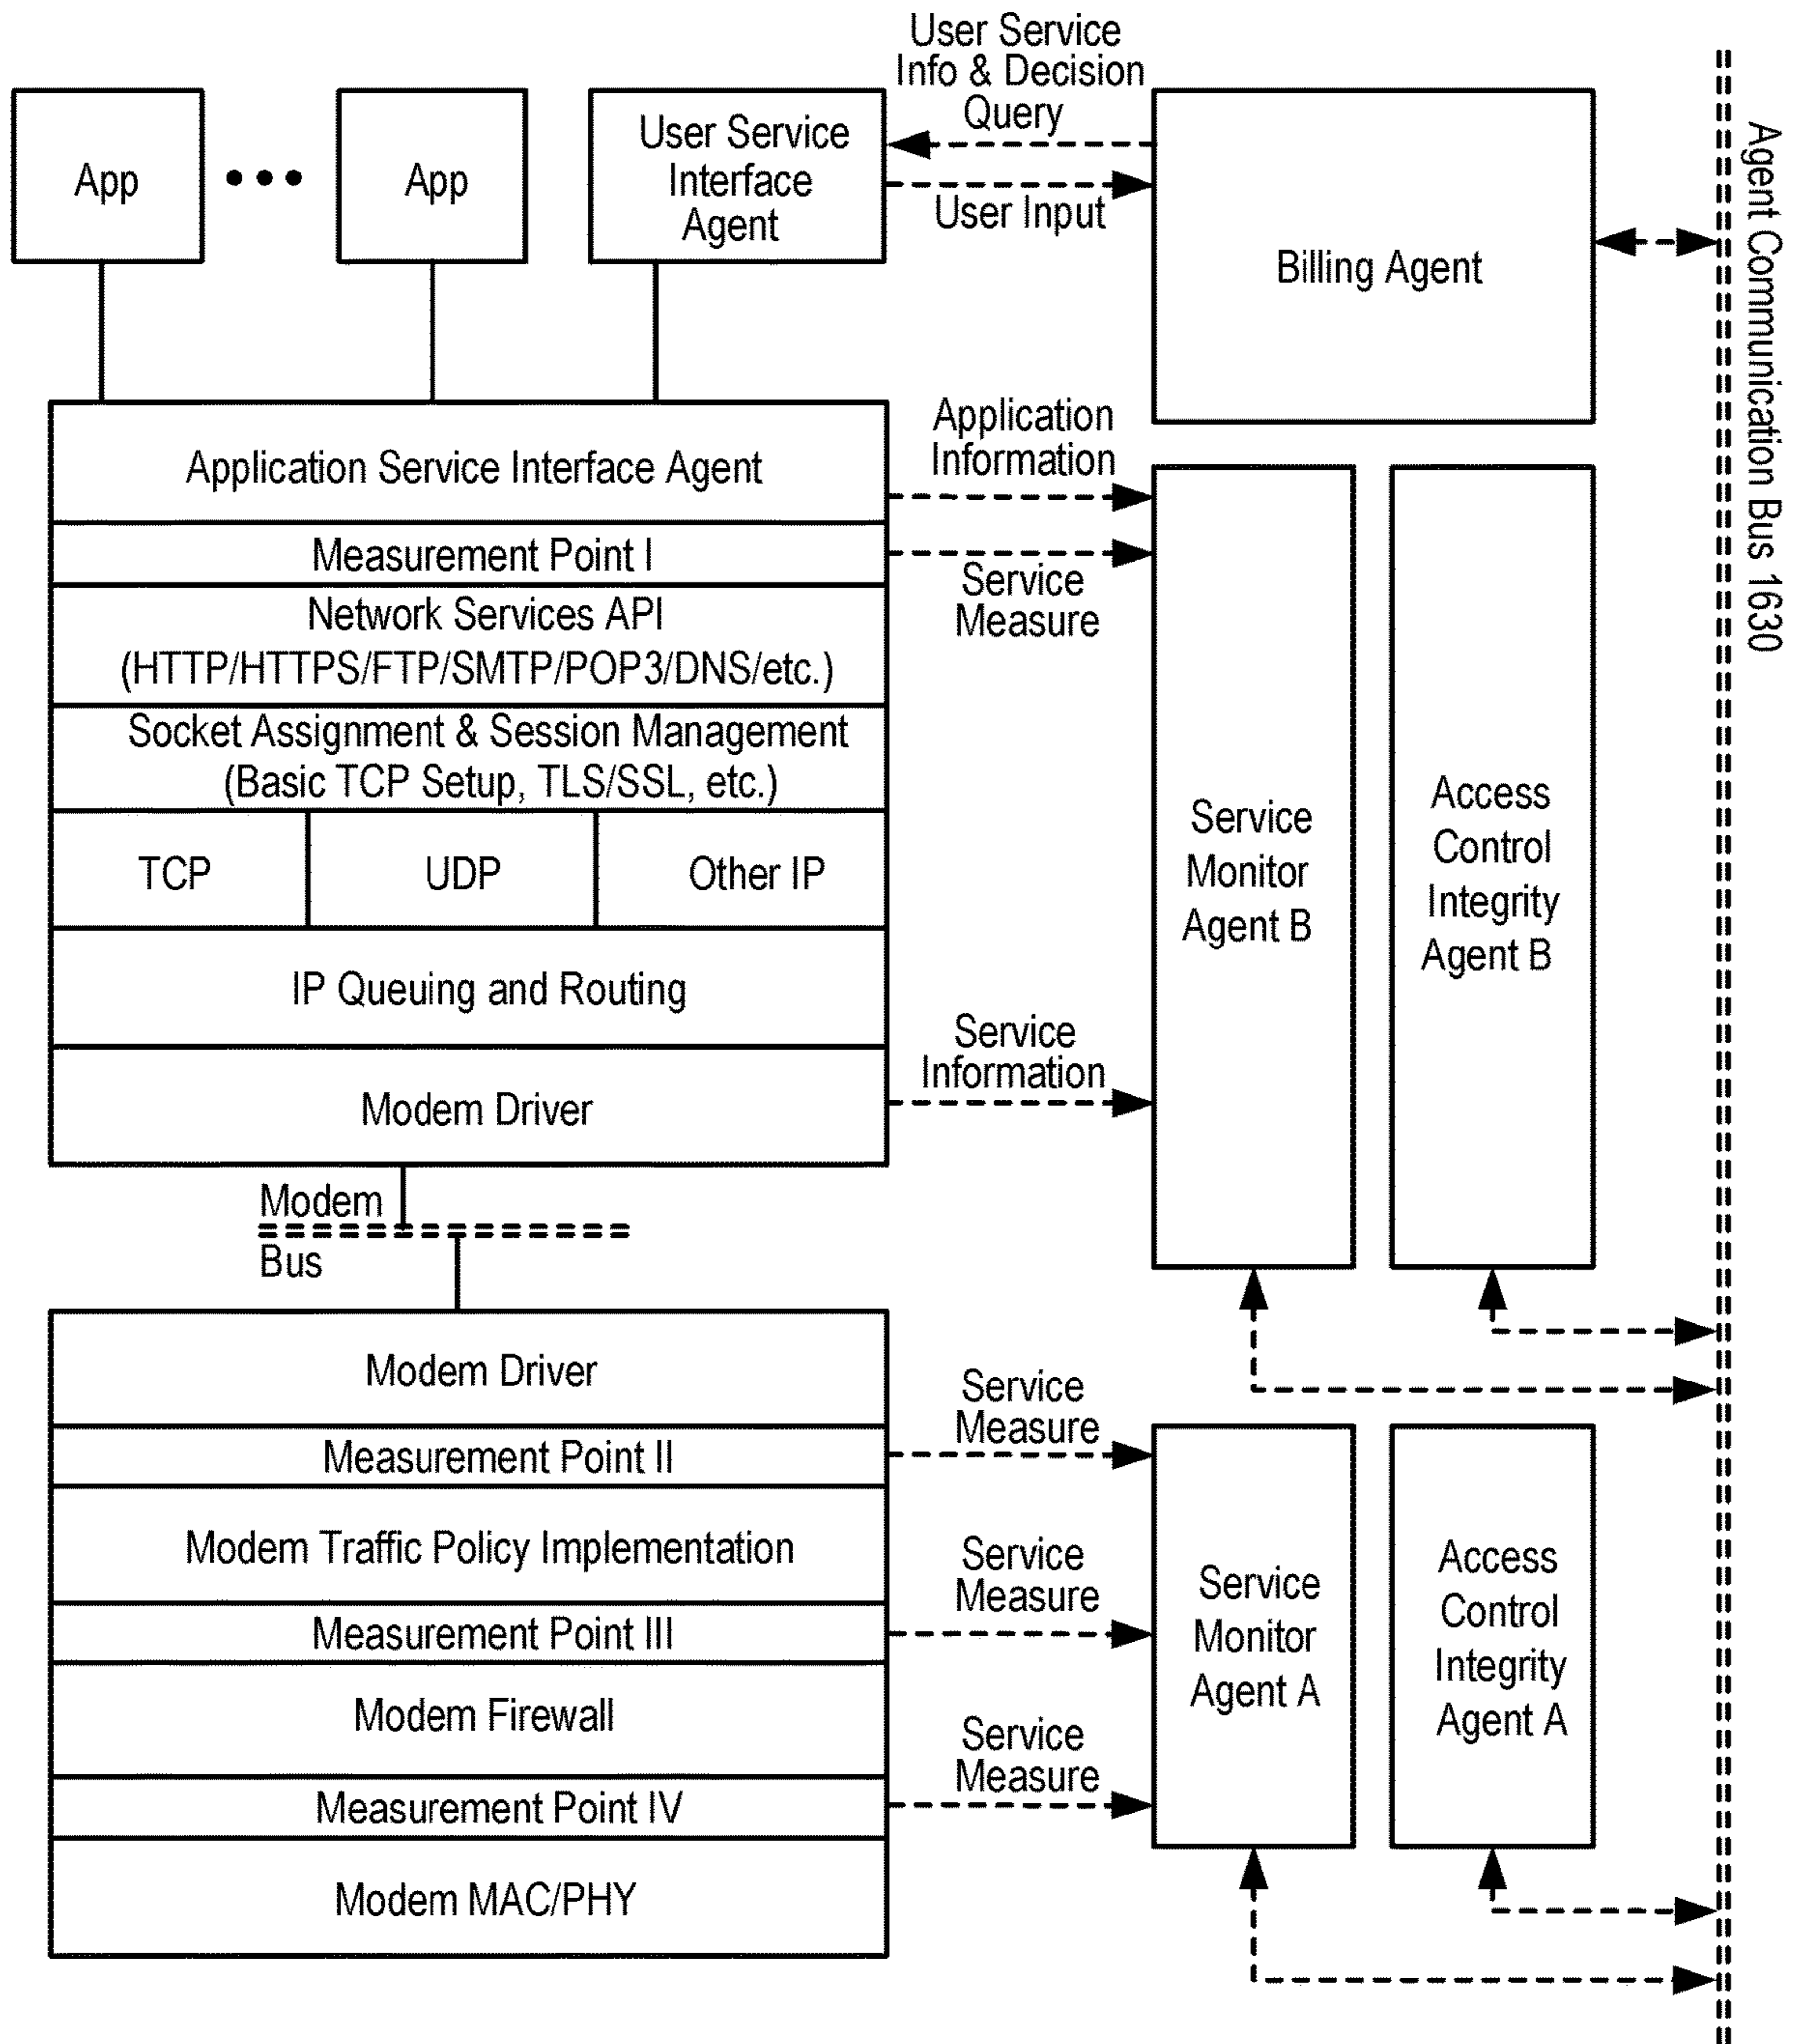 User Service
Info & Decision
Query
App
App
User Service
Interface
Agent
User Input
Billing Agent
Agent Communication Bus 1630
Application Service Interface Agent
Application
Information
Measurement Point I
Service
Measure
Network Services API
(HTTP/HTTPS/FTP/SMTP/POP3/DNS/etc.)
Socket Assignment & Session Management
(Basic TCP Setup, TLS/SSL, etc.)
TCP
UDP
Other IP
Service
Monitor
Agent B
Access
Control
Integrity
Agent B
IP Queuing and Routing
Service
Information
Modem Driver
Modem
Bus
Modem Driver
Service
Measure
Measurement Point II
Modem Traffic Policy Implementation
Service
Measure
Measurement Point III
Service
Monitor
Agent A
Access
Control
Integrity
Agent A
Modem Firewall
Service
Measure
Measurement Point IV
Modem MAC/PHY